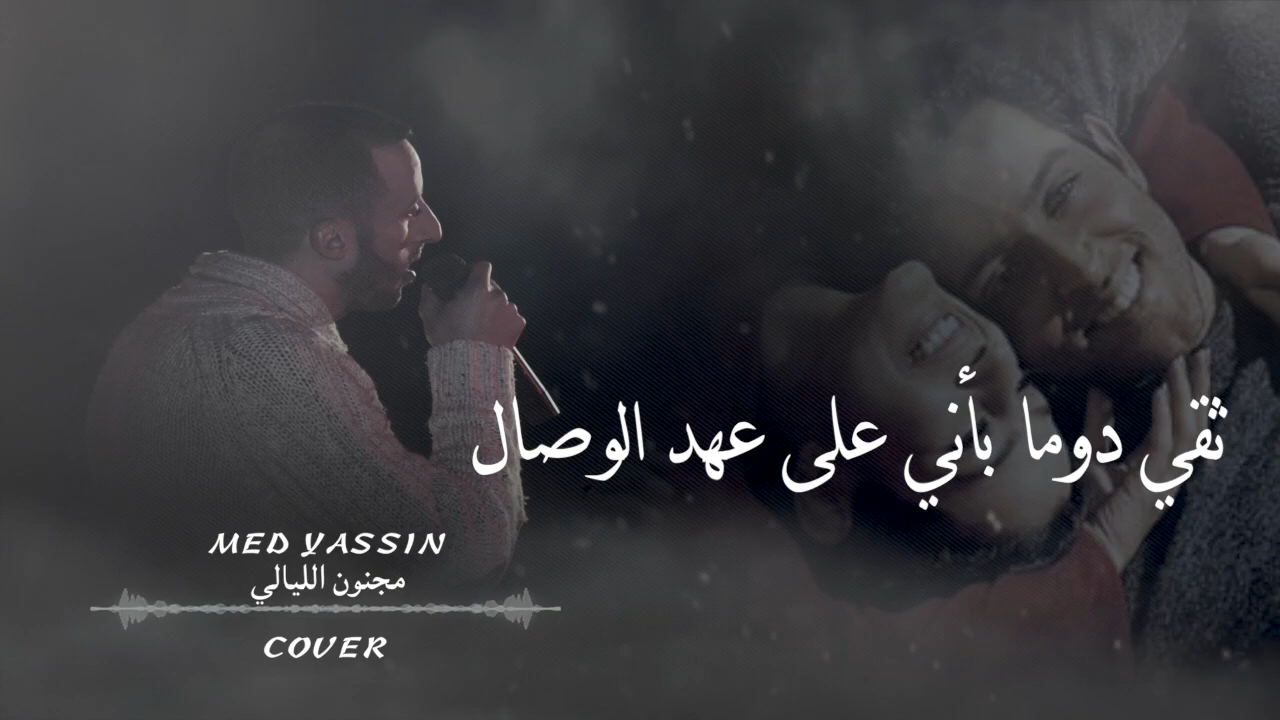 ثقي دوما بأني على عهد الوصال
MED YASSIN
مجنون الليالي
COVER